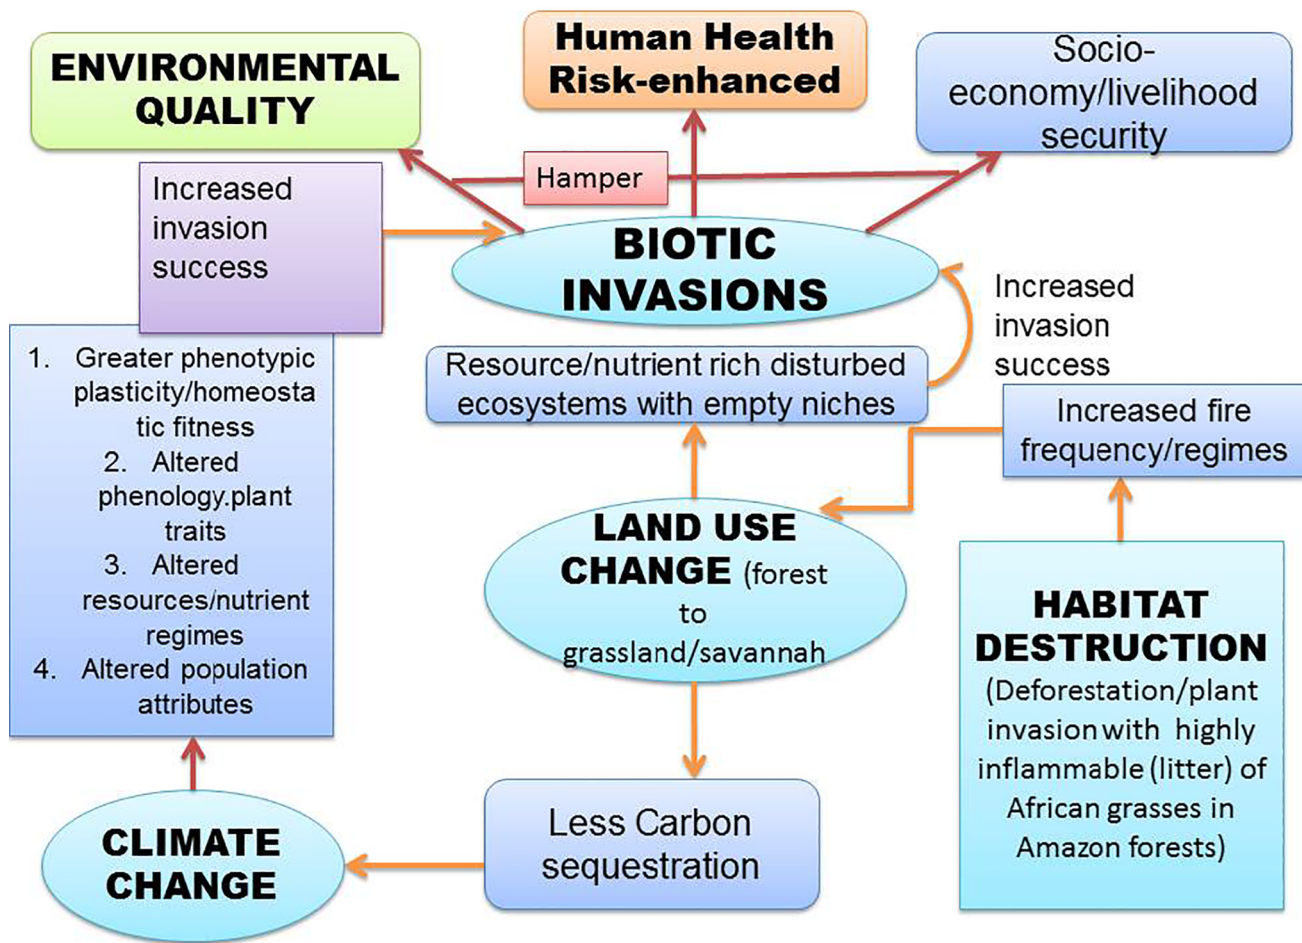 ENVIRONMENTAL
QUALITY
Human Health
Risk-enhanced
Socio-
economy/livelihood
security
Hamper
Increased
invasion
success
BIOTIC
INVASIONS
Increased
invasion
success
1. Greater phenotypic
plasticity/homeosta
tic fitness
2. Altered
phenology.plant
traits
3. Altered
resources/nutrient
regimes
4. Altered population
attributes
Resource/nutrient rich disturbed
ecosystems with empty niches
Increased fire
frequency/regimes
LAND USE
CHANGE (forest
to
grassland/savannah
HABITAT
DESTRUCTION
(Deforestation/plant
invasion with highly
inflammable (litter) of
African grasses in
Amazon forests)
Less Carbon
sequestration
CLIMATE
CHANGE